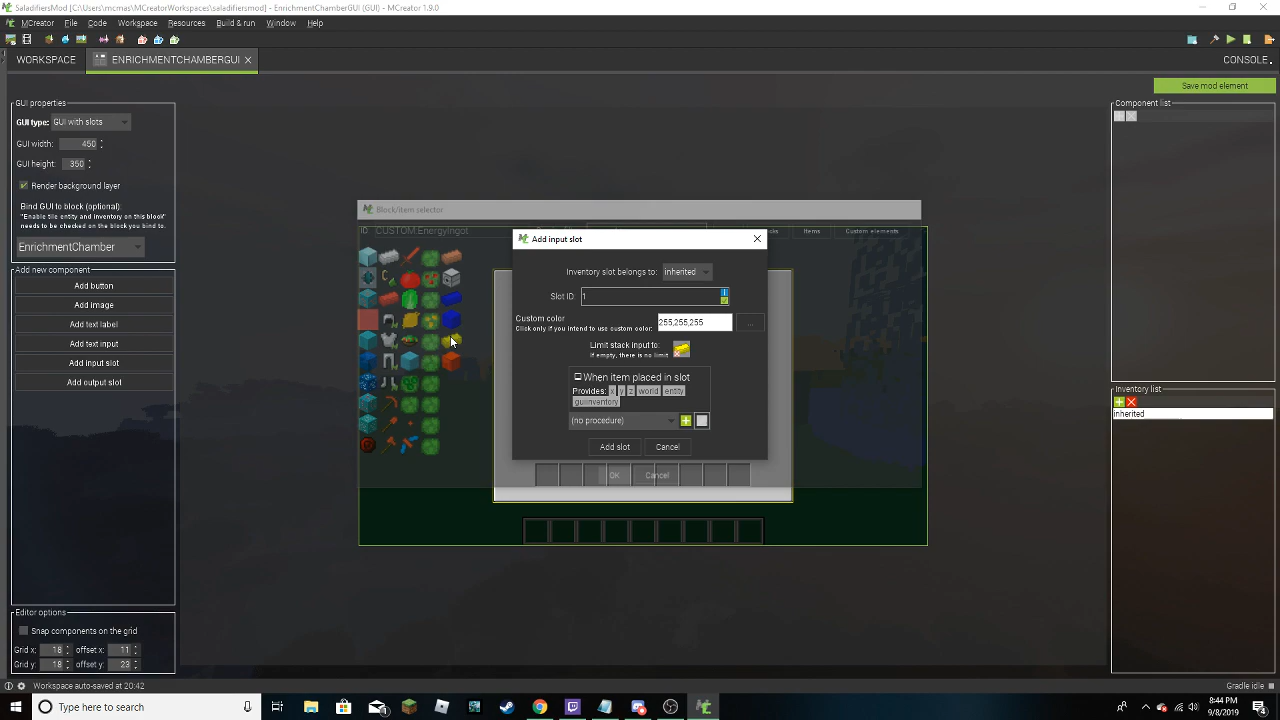 SaladifiersMod [C:\Users\mcmas\MCreatorWorkspaces\saladifiersmod] - EnrichmentChamberGUI (GUI) - MCreator 1.9.0
MCreator File Code Workspace Resources Build & run Window Help
WORKSPACE ENRICHMENTCHAMBERGUI CONSOLE
Save mod element
GUI properties
GUI type: GUI with slots
GUI width: 450
GUI height: 350
Render background layer
Bind GUI to block (optional):
"Enable tile entity and inventory on this block"
needs to be checked on the block you bind to.
EnrichmentChamber
Add new component
Add button
Add image
Add text label
Add text input
Add input slot
Add output slot
Editor options
Snap components on the grid
Grid x: 18 offset x: 11
Grid y: 18 offset y: 23
Block/item selector
ID CUSTOM:EnergyIngot
Items
Custom elements
OK Cancel
Add input slot
Inventory slot belongs to: inherited
Slot ID: 1
Custom color
Click only if you intend to use custom color:
255,255,255 ...
Limit stack input to:
If empty, there is no limit
When item placed in slot
Provides: x y z world entity
guiinventory
(no procedure)
Add slot Cancel
Component list
Inventory list
inherited
Workspace auto-saved at 20:42
Gradle idle
Type here to search
8:44 PM
9/8/2019